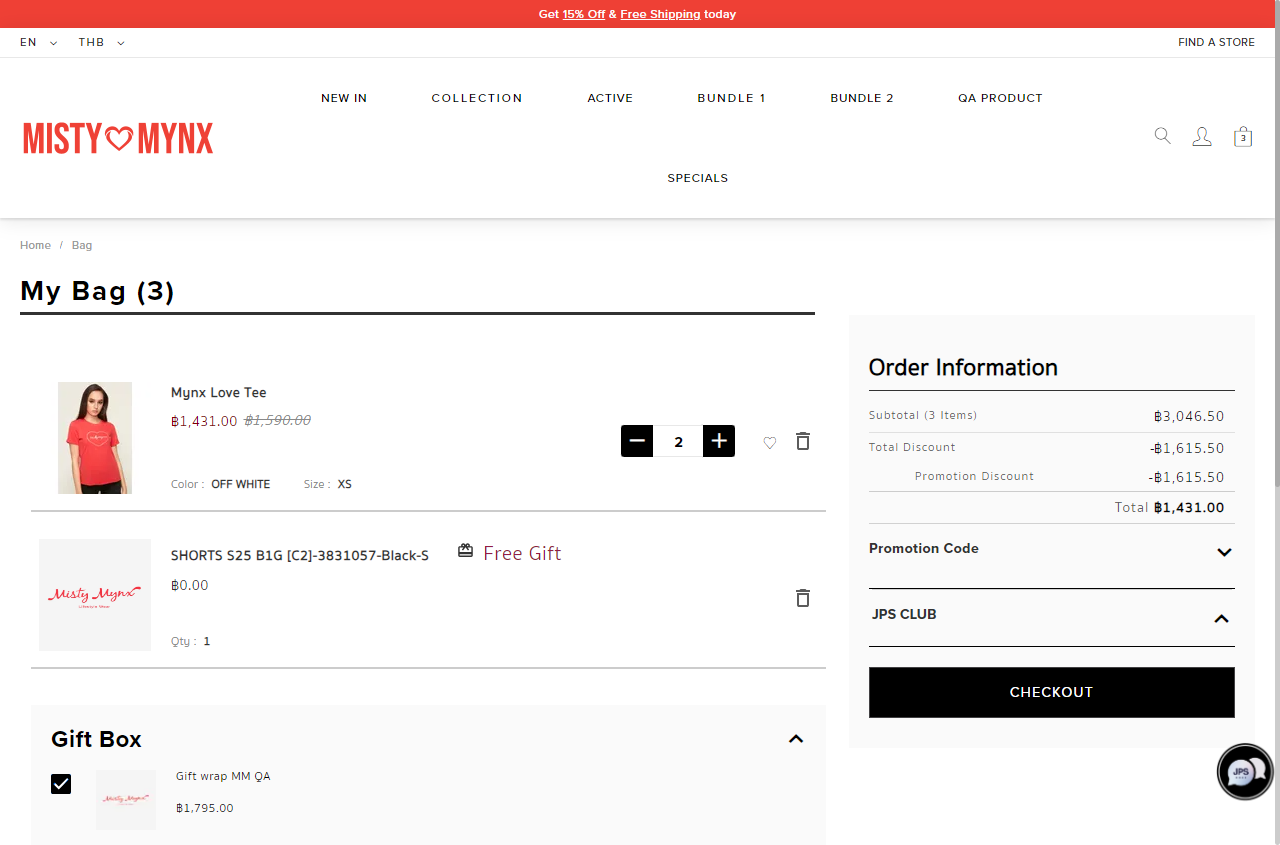 Get 15% Off & Free Shipping today
EN THB FIND A STORE
NEW IN COLLECTION ACTIVE BUNDLE 1 BUNDLE 2 QA PRODUCT
MISTY MYNX
3
SPECIALS
Home / Bag
My Bag (3)
Mynx Love Tee
฿1,431.00 ฿1,590.00
2
Color : OFF WHITE Size : XS
SHORTS S25 B1G [C2]-3831057-Black-S Free Gift
฿0.00
Misty Mynx
Lifestyle Wear
Qty : 1
Gift Box
Gift wrap MM QA
Misty Mynx
฿1,795.00
Order Information
Subtotal (3 Items) ฿3,046.50
Total Discount -฿1,615.50
Promotion Discount -฿1,615.50
Total ฿1,431.00
Promotion Code
JPS CLUB
CHECKOUT
JPS